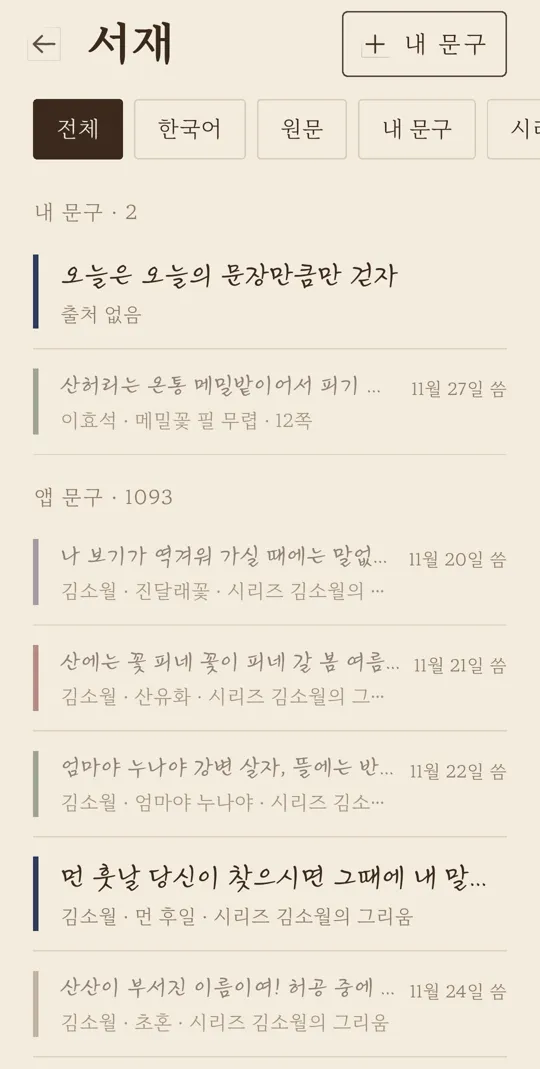 서재
내 문구
전체
한국어
원문
내 문구
내 문구 · 2
오늘은 오늘의 문장만큼만 걷자
출처 없음
산허리는 온통 메밀밭이어서 피기 ...
11월 27일 씀
이효석 · 메밀꽃 필 무렵 · 12쪽
앱 문구 · 1093
나 보기가 역겨워 가실 때에는 말없...
11월 20일 씀
김소월 · 진달래꽃 · 시리즈 김소월의 ...
산에는 꽃 피네 꽃이 피네 갈 봄 여름...
11월 21일 씀
김소월 · 산유화 · 시리즈 김소월의 그...
엄마야 누나야 강변 살자, 뜰에는 반...
11월 22일 씀
김소월 · 엄마야 누나야 · 시리즈 김소...
먼 훗날 당신이 찾으시면 그때에 내 말...
김소월 · 먼 후일 · 시리즈 김소월의 그리움
산산이 부서진 이름이여! 허공 중에 ...
11월 24일 씀
김소월 · 초혼 · 시리즈 김소월의 그리움